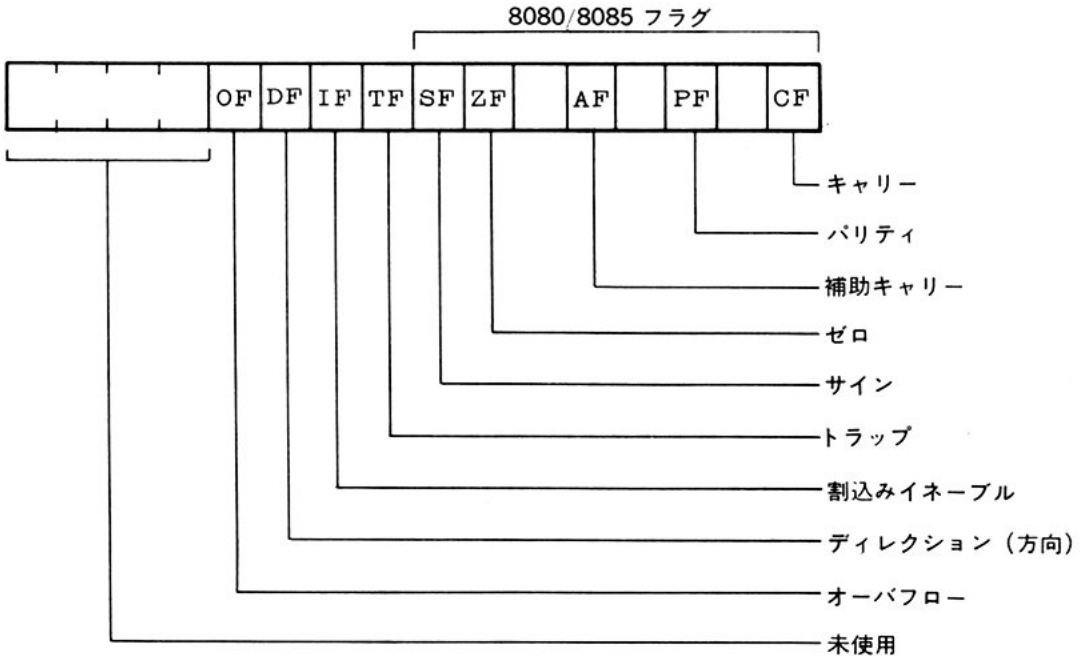 8080/8085 フラグ
OF DF IF TF SF ZF AF PF CF
キャリー
パリティ
補助キャリー
ゼロ
サイン
トラップ
割込みイネーブル
ディレクション (方向)
オーバフロー
未使用